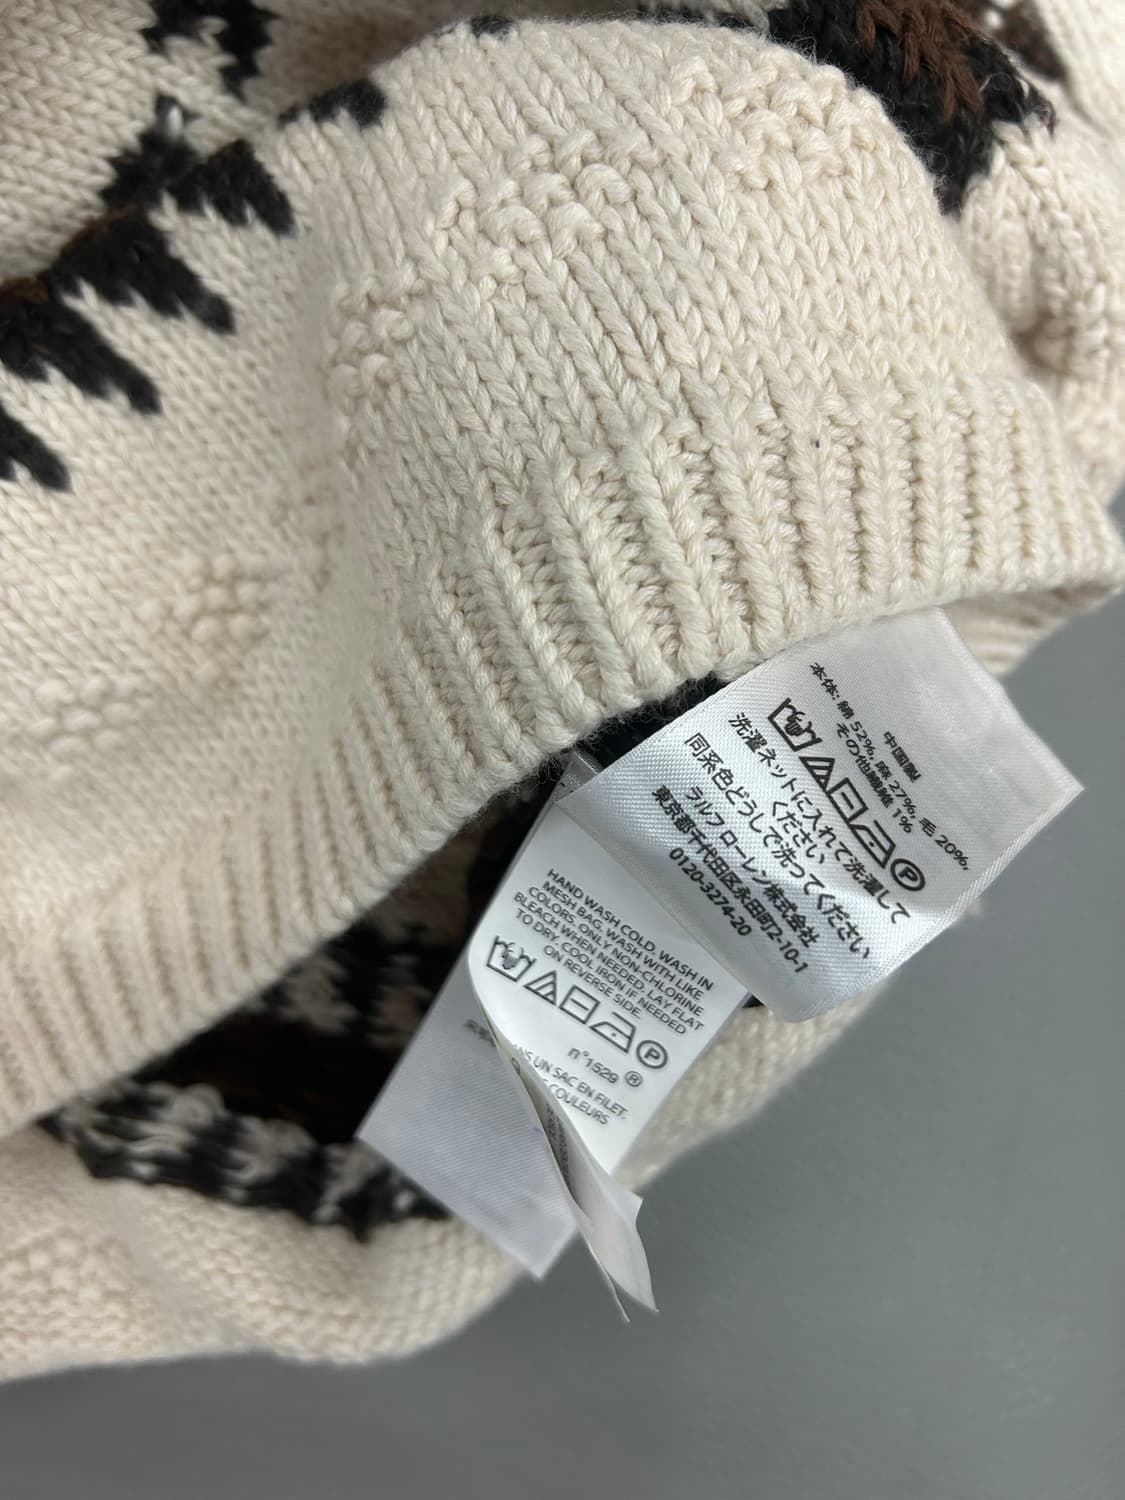 中国製
本体: 綿 52%, 麻 27%, 毛 20%,
その他繊維 1%
P
洗濯ネットに入れて洗濯して
ください
同系色どうしで洗ってください
ラルフ ローレン株式会社
東京都千代田区永田町2-10-1
0120-3274-20
HAND WASH COLD. WASH IN
MESH BAG. WASH WITH LIKE
COLORS. ONLY NON-CHLORINE
BLEACH WHEN NEEDED. LAY FLAT
TO DRY. COOL IRON IF NEEDED
ON REVERSE SIDE.
P
n°1529 ®
UN SAC EN FILET.
COULEURS